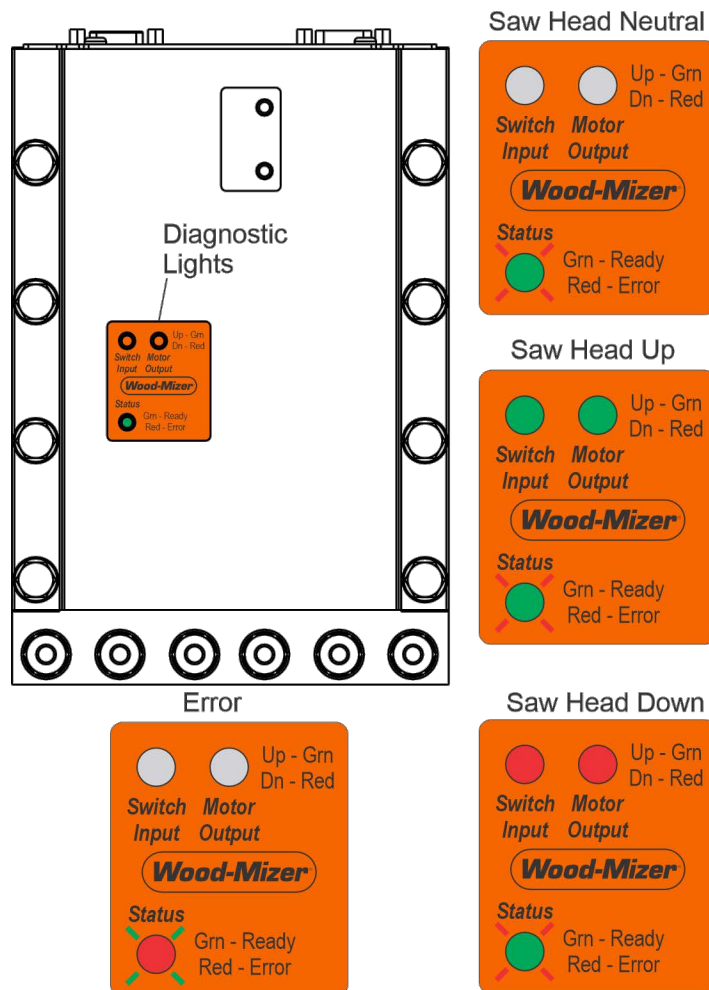 Saw Head Neutral
Up - Grn
Dn - Red
Switch Motor
Input Output
Wood-Mizer
Status
Grn - Ready
Red - Error
Diagnostic
Lights
Up - Grn
Dn - Red
Switch Motor
Input Output
Wood-Mizer
Status
Grn - Ready
Red - Error
Saw Head Up
Up - Grn
Dn - Red
Switch Motor
Input Output
Wood-Mizer
Status
Grn - Ready
Red - Error
Error
Up - Grn
Dn - Red
Switch Motor
Input Output
Wood-Mizer
Status
Grn - Ready
Red - Error
Saw Head Down
Up - Grn
Dn - Red
Switch Motor
Input Output
Wood-Mizer
Status
Grn - Ready
Red - Error